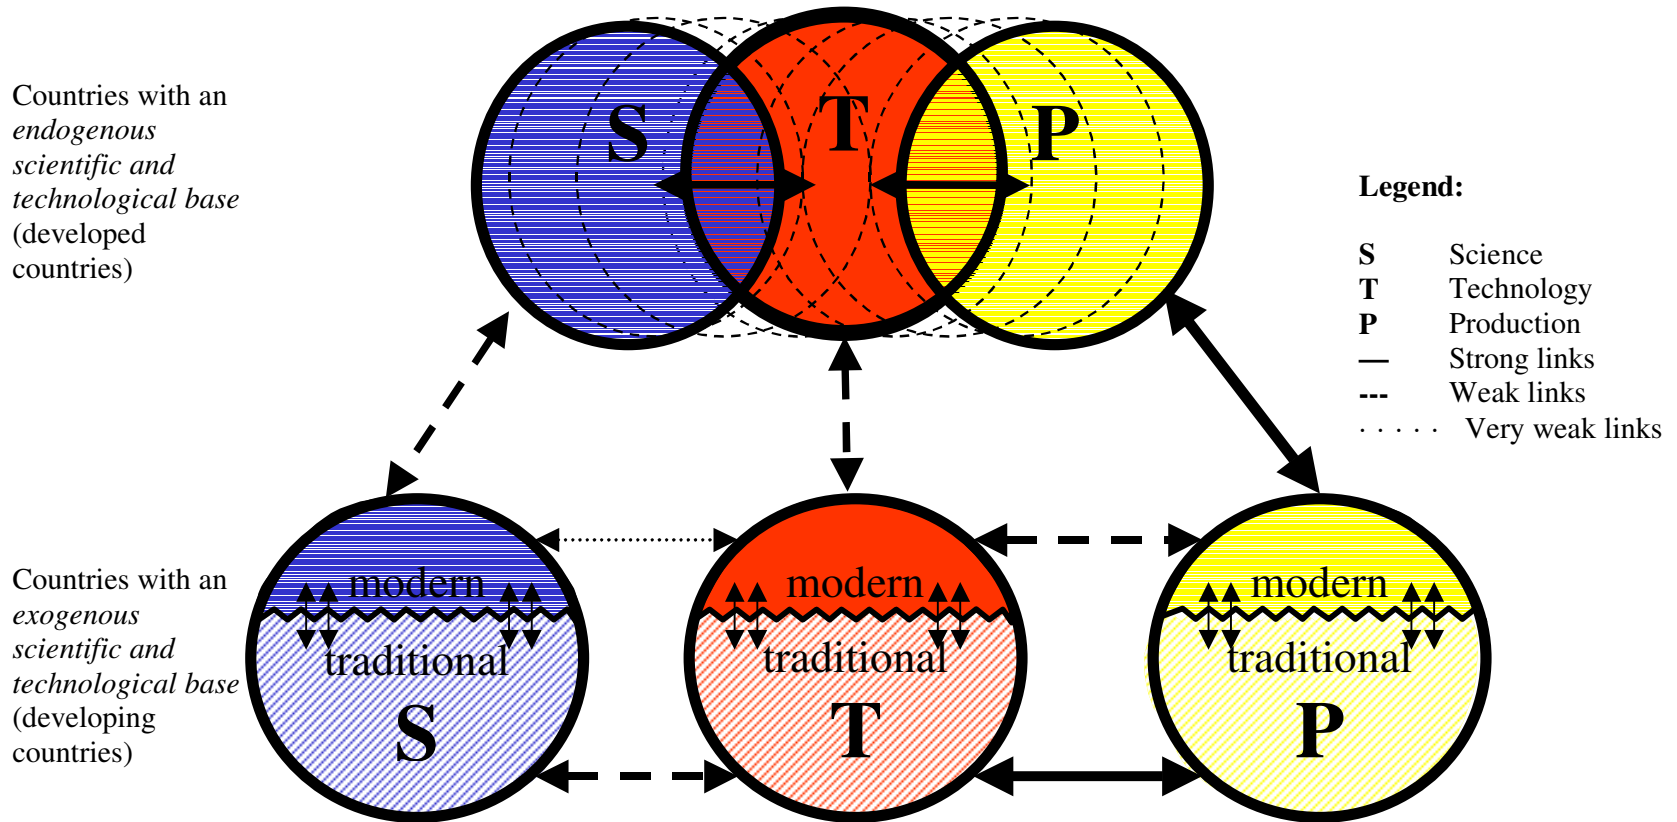 Countries with an
endogenous
scientific and
technological base
(developed
countries)
S
T
P
Legend:
S Science
T Technology
P Production
— Strong links
--- Weak links
. . . . . Very weak links
Countries with an
exogenous
scientific and
technological base
(developing
countries)
modern
traditional
S
modern
traditional
T
modern
traditional
P